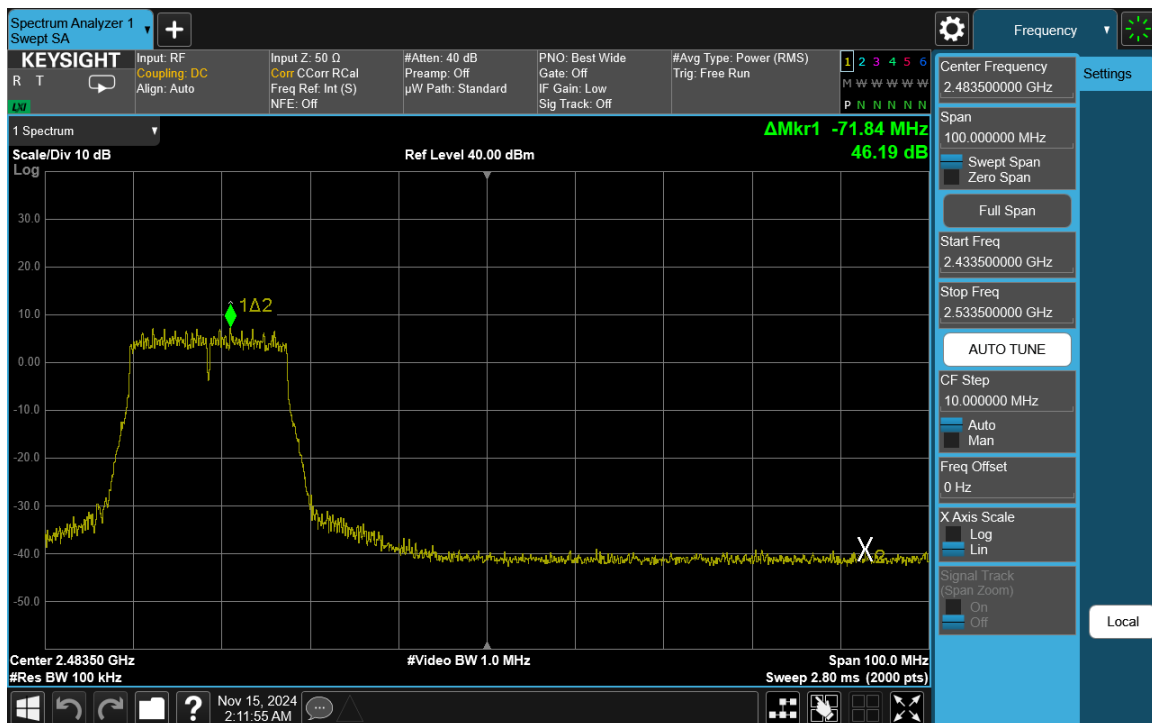 Spectrum Analyzer 1
Swept SA
Frequency
KEYSIGHT
R T
LXI
Input: RF
Coupling: DC
Align: Auto
Input Z: 50 Ω
Corr CCorr RCal
Freq Ref: Int (S)
NFE: Off
#Atten: 40 dB
Preamp: Off
µW Path: Standard
PNO: Best Wide
Gate: Off
IF Gain: Low
Sig Track: Off
#Avg Type: Power (RMS)
Trig: Free Run
1 2 3 4 5 6
M W W W W W
P N N N N N
1 Spectrum
Scale/Div 10 dB
Log
Ref Level 40.00 dBm
ΔMkr1 -71.84 MHz
46.19 dB
30.0
20.0
10.0
0.00
-10.0
-20.0
-30.0
-40.0
-50.0
1Δ2
X2
Center 2.48350 GHz
#Res BW 100 kHz
#Video BW 1.0 MHz
Span 100.0 MHz
Sweep 2.80 ms (2000 pts)
Nov 15, 2024
2:11:55 AM
Center Frequency
2.483500000 GHz
Span
100.000000 MHz
Swept Span
Zero Span
Full Span
Start Freq
2.433500000 GHz
Stop Freq
2.533500000 GHz
AUTO TUNE
CF Step
10.000000 MHz
Auto
Man
Freq Offset
0 Hz
X Axis Scale
Log
Lin
Signal Track
(Span Zoom)
On
Off
Settings
Local